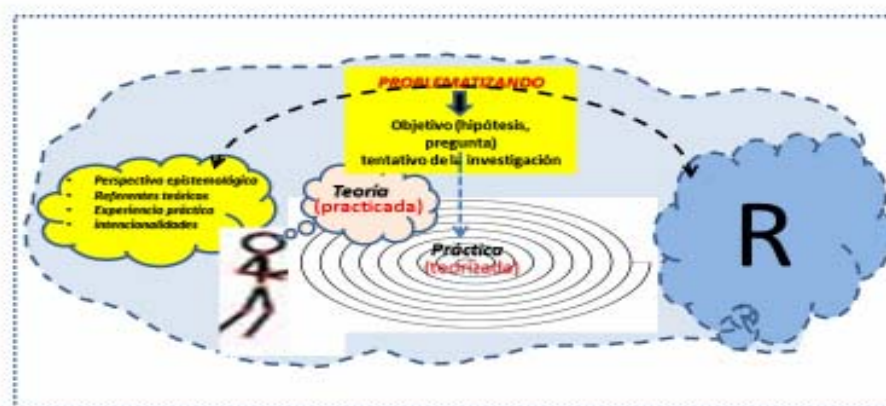 PROBLEMATIZANDO
Objetivo (hipótesis,
pregunta)
tentativo de la investigación
Perspectiva epistemológica
Referentes teóricos
Experiencia práctica
intencionalidades
Teoría
(practicada)
Práctica
(teorizada)
R